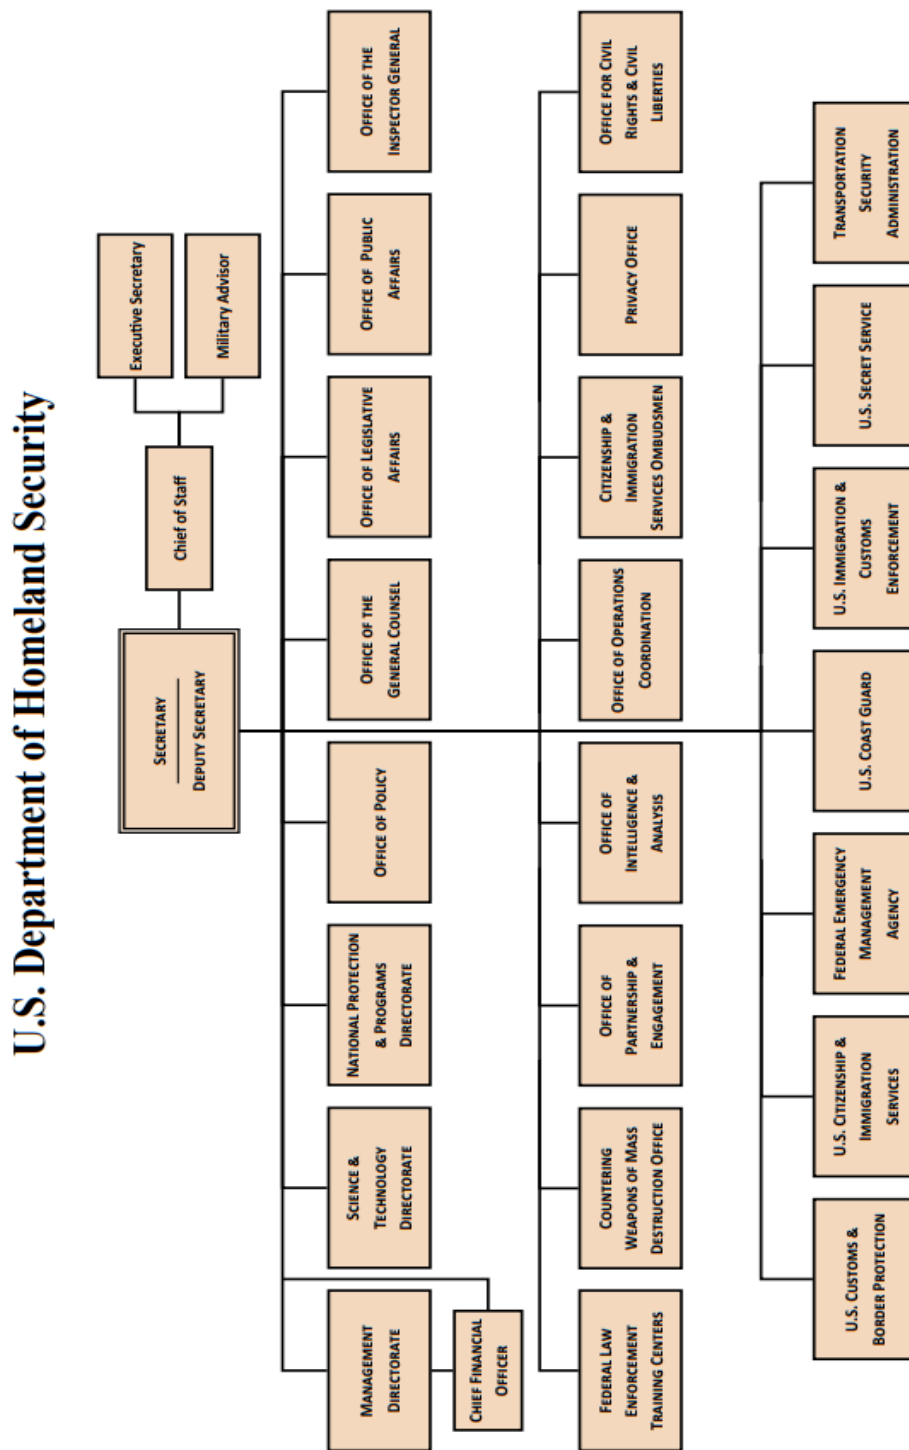 U.S. Department of Homeland Security
Executive Secretary
Military Advisor
Chief of Staff
SECRETARY
DEPUTY SECRETARY
MANAGEMENT
DIRECTORATE
CHIEF FINANCIAL
OFFICER
SCIENCE &
TECHNOLOGY
DIRECTORATE
NATIONAL PROTECTION
& PROGRAMS
DIRECTORATE
OFFICE OF POLICY
OFFICE OF THE
GENERAL COUNSEL
OFFICE OF LEGISLATIVE
AFFAIRS
OFFICE OF PUBLIC
AFFAIRS
OFFICE OF THE
INSPECTOR GENERAL
FEDERAL LAW
ENFORCEMENT
TRAINING CENTERS
COUNTERING
WEAPONS OF MASS
DESTRUCTION OFFICE
OFFICE OF
PARTNERSHIP &
ENGAGEMENT
OFFICE OF
INTELLIGENCE &
ANALYSIS
OFFICE OF OPERATIONS
COORDINATION
CITIZENSHIP &
IMMIGRATION
SERVICES OMBUDSMEN
PRIVACY OFFICE
OFFICE FOR CIVIL
RIGHTS & CIVIL
LIBERTIES
U.S. CUSTOMS &
BORDER PROTECTION
U.S. CITIZENSHIP &
IMMIGRATION
SERVICES
FEDERAL EMERGENCY
MANAGEMENT
AGENCY
U.S. COAST GUARD
U.S. IMMIGRATION &
CUSTOMS
ENFORCEMENT
U.S. SECRET SERVICE
TRANSPORTATION
SECURITY
ADMINISTRATION